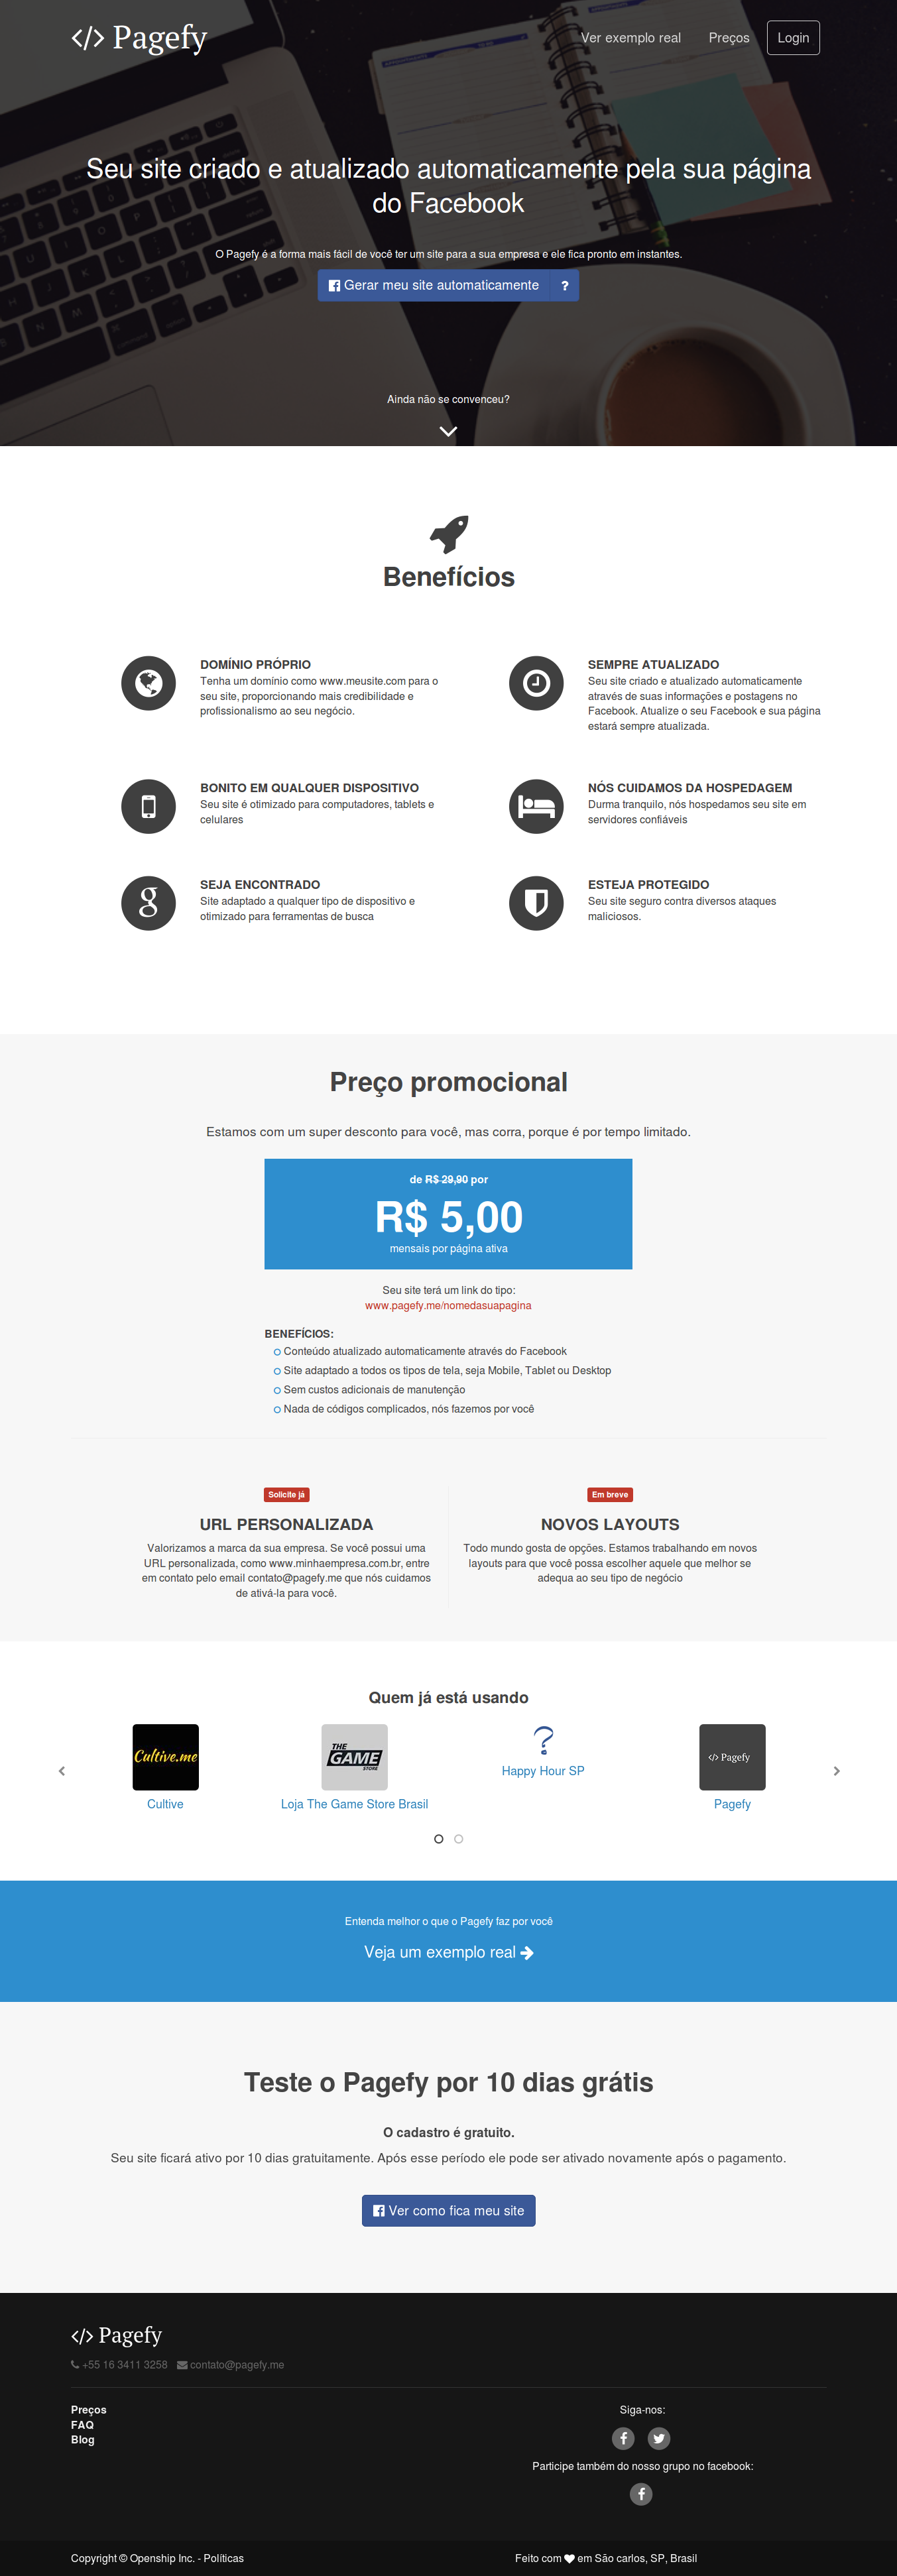 </> Pagefy
Ver exemplo real
Preços
Login
Seu site criado e atualizado automaticamente pela sua página
do Facebook
O Pagefy é a forma mais fácil de você ter um site para a sua empresa e ele fica pronto em instantes.
Gerar meu site automaticamente
?
Ainda não se convenceu?
Benefícios
DOMÍNIO PRÓPRIO
Tenha um domínio como www.meusite.com para o
seu site, proporcionando mais credibilidade e
profissionalismo ao seu negócio.
SEMPRE ATUALIZADO
Seu site criado e atualizado automaticamente
através de suas informações e postagens no
Facebook. Atualize o seu Facebook e sua página
estará sempre atualizada.
BONITO EM QUALQUER DISPOSITIVO
Seu site é otimizado para computadores, tablets e
celulares
NÓS CUIDAMOS DA HOSPEDAGEM
Durma tranquilo, nós hospedamos seu site em
servidores confiáveis
SEJA ENCONTRADO
Site adaptado a qualquer tipo de dispositivo e
otimizado para ferramentas de busca
ESTEJA PROTEGIDO
Seu site seguro contra diversos ataques
maliciosos.
Preço promocional
Estamos com um super desconto para você, mas corra, porque é por tempo limitado.
de R$ 29,90 por
R$ 5,00
mensais por página ativa
Seu site terá um link do tipo:
www.pagefy.me/nomedasuapagina
BENEFÍCIOS:
Conteúdo atualizado automaticamente através do Facebook
Site adaptado a todos os tipos de tela, seja Mobile, Tablet ou Desktop
Sem custos adicionais de manutenção
Nada de códigos complicados, nós fazemos por você
Solicite já
URL PERSONALIZADA
Valorizamos a marca da sua empresa. Se você possui uma
URL personalizada, como www.minhaempresa.com.br, entre
em contato pelo email contato@pagefy.me que nós cuidamos
de ativá-la para você.
Em breve
NOVOS LAYOUTS
Todo mundo gosta de opções. Estamos trabalhando em novos
layouts para que você possa escolher aquele que melhor se
adequa ao seu tipo de negócio
Quem já está usando
Cultive.me
Cultive
THE
GAME
STORE
Loja The Game Store Brasil
?
Happy Hour SP
</> Pagefy
Pagefy
Entenda melhor o que o Pagefy faz por você
Veja um exemplo real
Teste o Pagefy por 10 dias grátis
O cadastro é gratuito.
Seu site ficará ativo por 10 dias gratuitamente. Após esse período ele pode ser ativado novamente após o pagamento.
Ver como fica meu site
</> Pagefy
+55 16 3411 3258
contato@pagefy.me
Preços
FAQ
Blog
Siga-nos:
Participe também do nosso grupo no facebook:
Copyright © Openship Inc. - Políticas
Feito com ♥ em São carlos, SP, Brasil